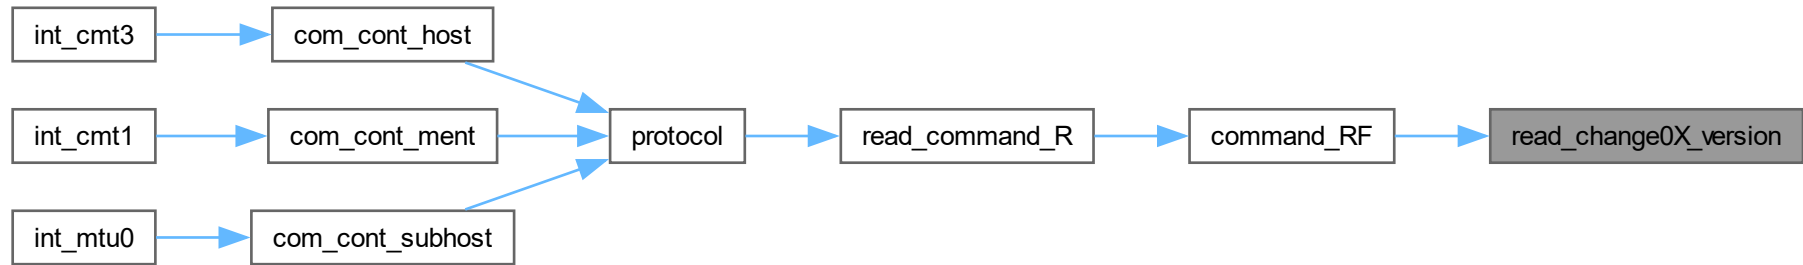 int_cmt3
com_cont_host
int_cmt1
com_cont_ment
protocol
read_command_R
command_RF
read_change0X_version
int_mtu0
com_cont_subhost